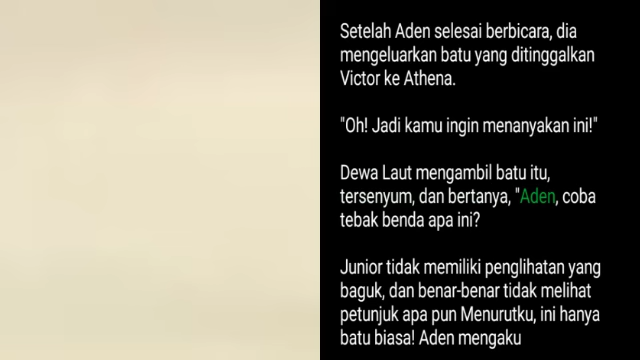 Setelah Aden selesai berbicara, dia
mengeluarkan batu yang ditinggalkan
Victor ke Athena.
"Oh! Jadi kamu ingin menanyakan ini!"
Dewa Laut mengambil batu itu,
tersenyum, dan bertanya, "Aden, coba
tebak benda apa ini?
Junior tidak memiliki penglihatan yang
baguk, dan benar-benar tidak melihat
petunjuk apa pun Menurutku, ini hanya
batu biasa! Aden mengaku